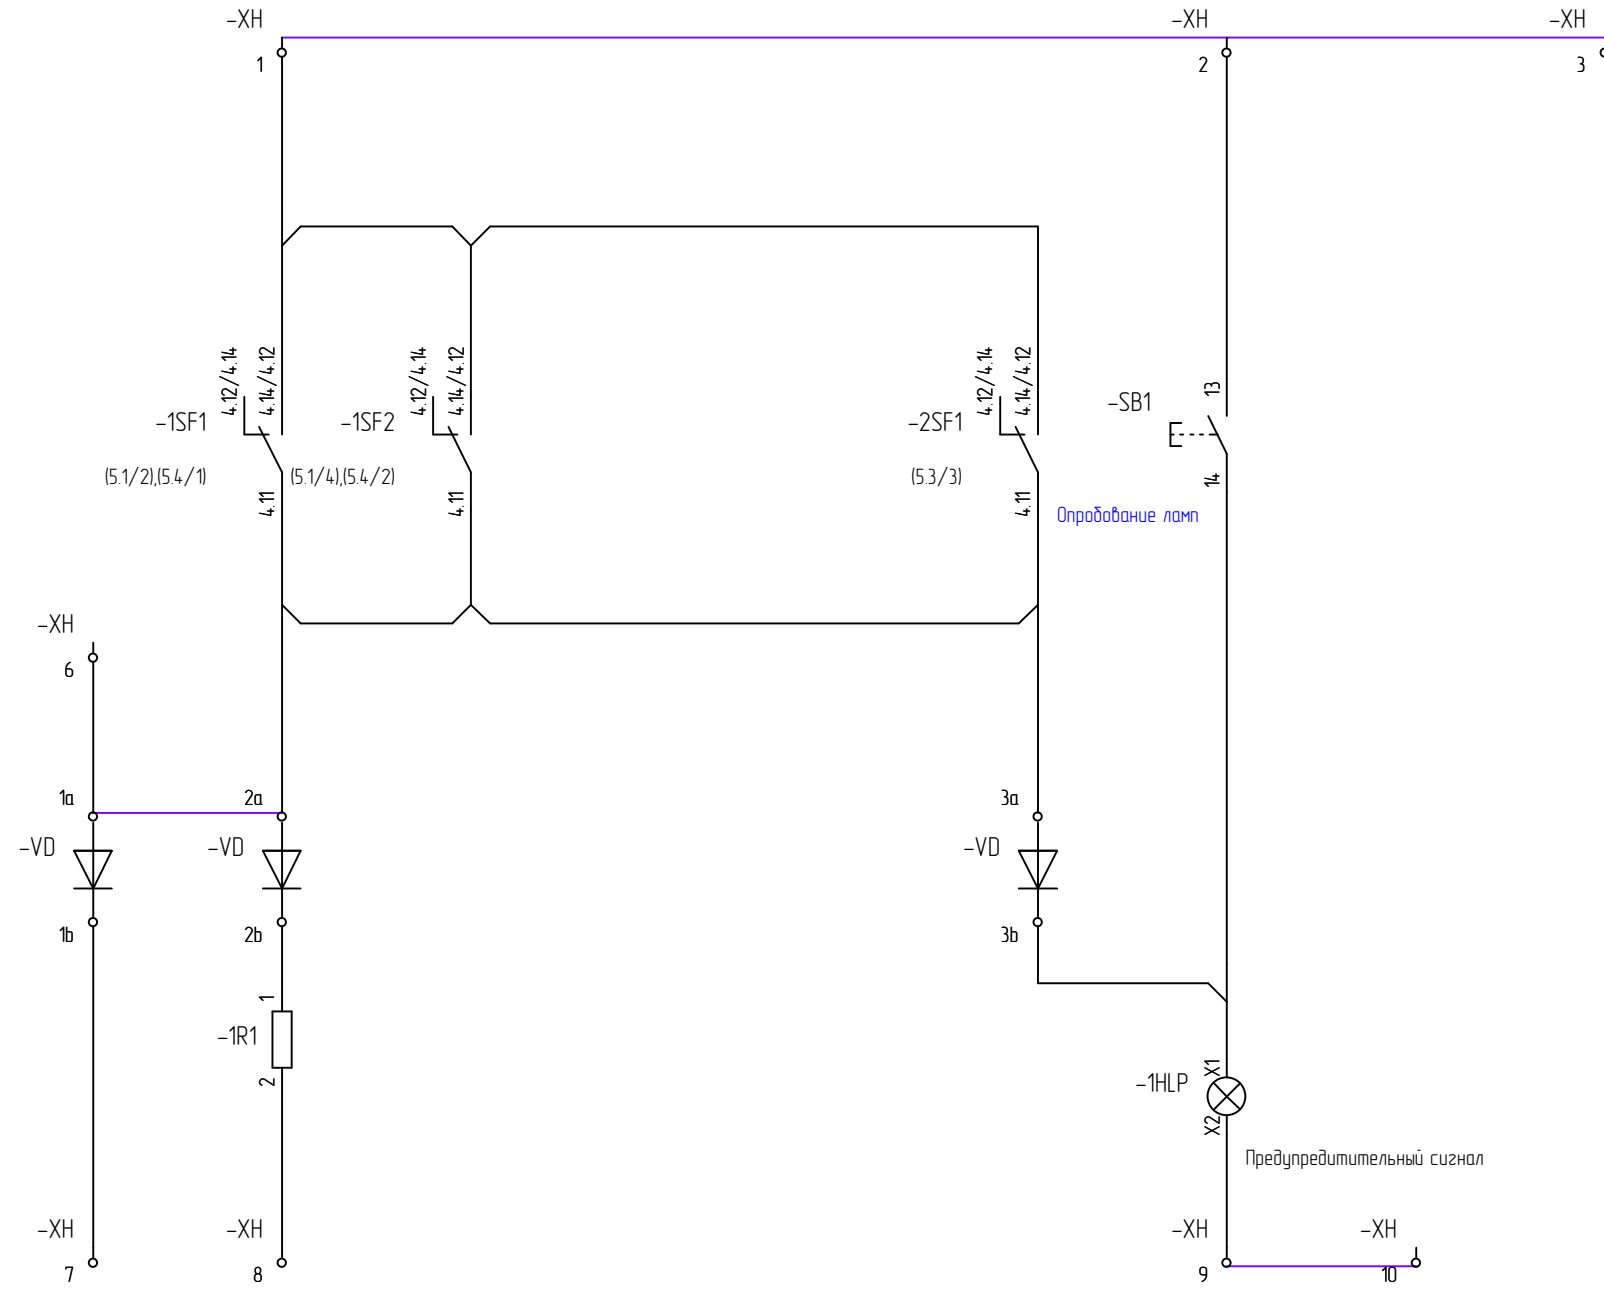 -XH
-XH
-XH
1
2
3
4.12/4.14
4.14/4.12
4.12/4.14
4.14/4.12
4.12/4.14
4.14/4.12
13
-1SF1
-1SF2
-2SF1
-SB1
(5.1/2),(5.4/1)
(5.1/4),(5.4/2)
(5.3/3)
4.11
4.11
4.11
14
Опробование ламп
-XH
6
1a
2a
3a
-VD
-VD
-VD
1b
2b
3b
1
-1R1
2
X1
-1HLP
X2
Предупредитительный сигнал
-XH
-XH
-XH
-XH
7
8
9
10